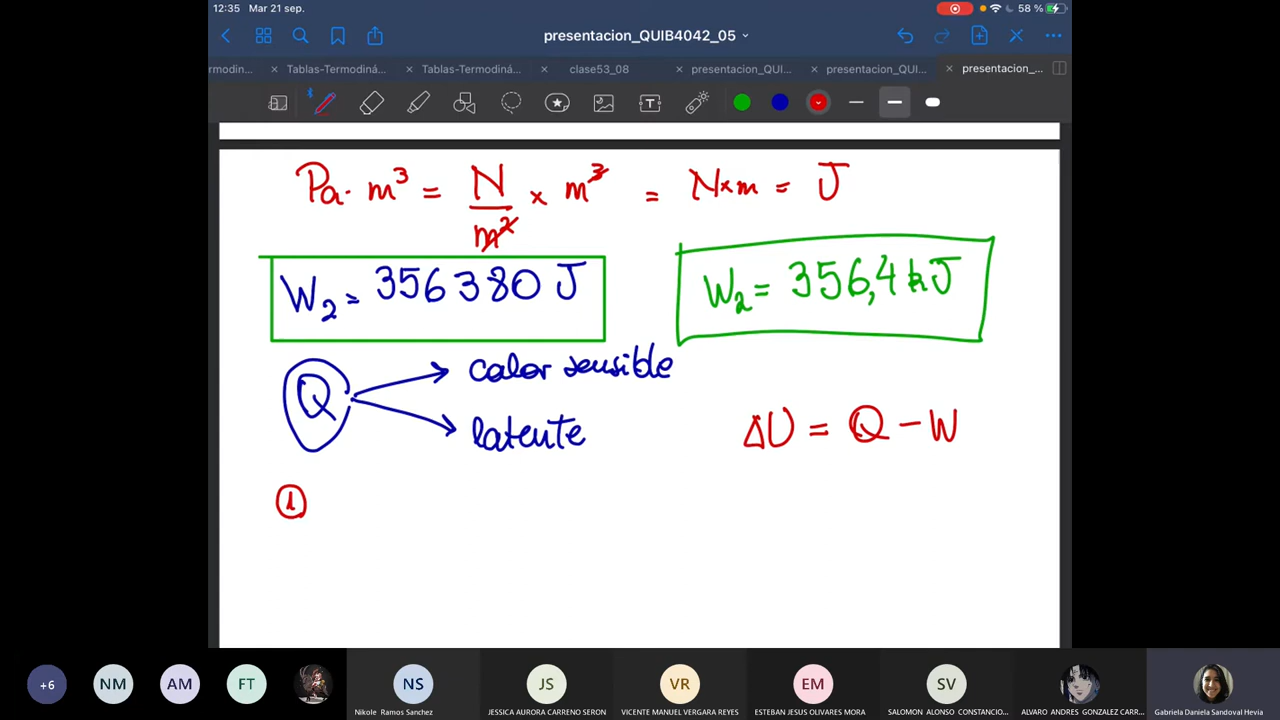 12:35 Mar 21 sep. 58 %
presentacion_QUIB4042_05
ermodin... Tablas-Termodiná... Tablas-Termodiná... clase53_08 presentacion_QUI... presentacion_QUI... presentacion_...
Pa · m³ = N/m² × m³ = N×m = J
W₂ = 356380 J
W₂ = 356,4 kJ
Q
calor sensible
latente
ΔU = Q − W
1
+6 NM AM FT NS JS VR EM SV
Nikole Ramos Sanchez JESSICA AURORA CARRENO SERON VICENTE MANUEL VERGARA REYES ESTEBAN JESUS OLIVARES MORA SALOMON ALONSO CONSTANCIO... ALVARO ANDRES GONZALEZ CARR... Gabriela Daniela Sandoval Hevia